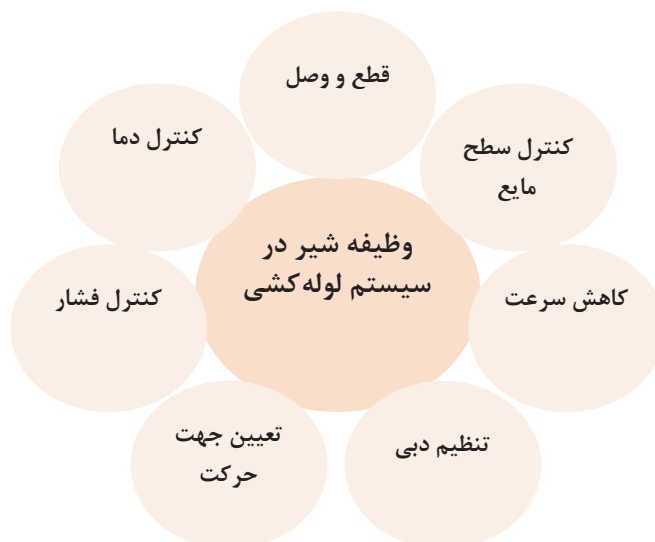 قطع و وصل
کنترل سطح
مایع
کاهش سرعت
تنظیم دبی
تعیین جهت
حرکت
کنترل فشار
کنترل دما
وظیفه شیر در
سیستم لوله‌کشی